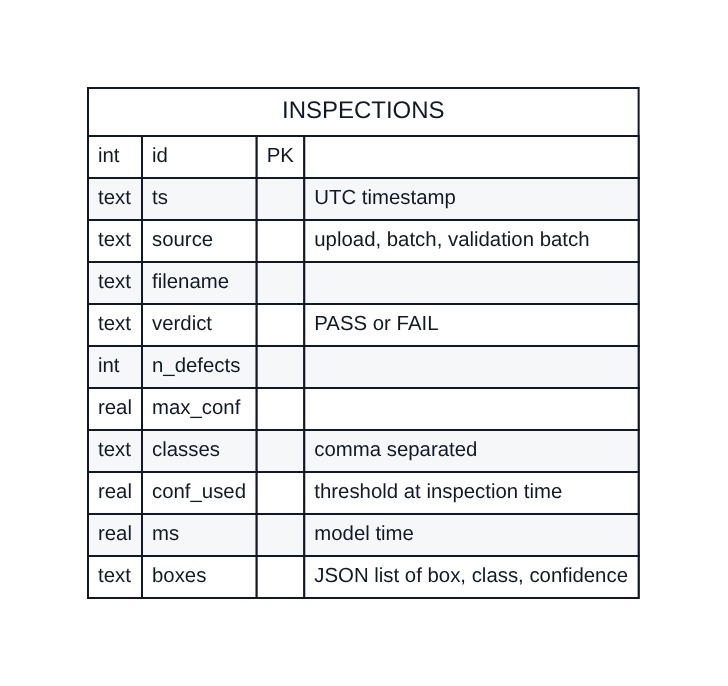 INSPECTIONS
int id PK
text ts UTC timestamp
text source upload, batch, validation batch
text filename
text verdict PASS or FAIL
int n_defects
real max_conf
text classes comma separated
real conf_used threshold at inspection time
real ms model time
text boxes JSON list of box, class, confidence